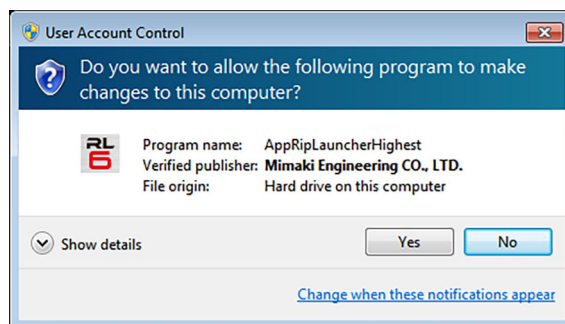 User Account Control
Do you want to allow the following program to make
changes to this computer?
RL
6
Program name: AppRipLauncherHighest
Verified publisher: Mimaki Engineering CO., LTD.
File origin: Hard drive on this computer
Show details
Yes
No
Change when these notifications appear